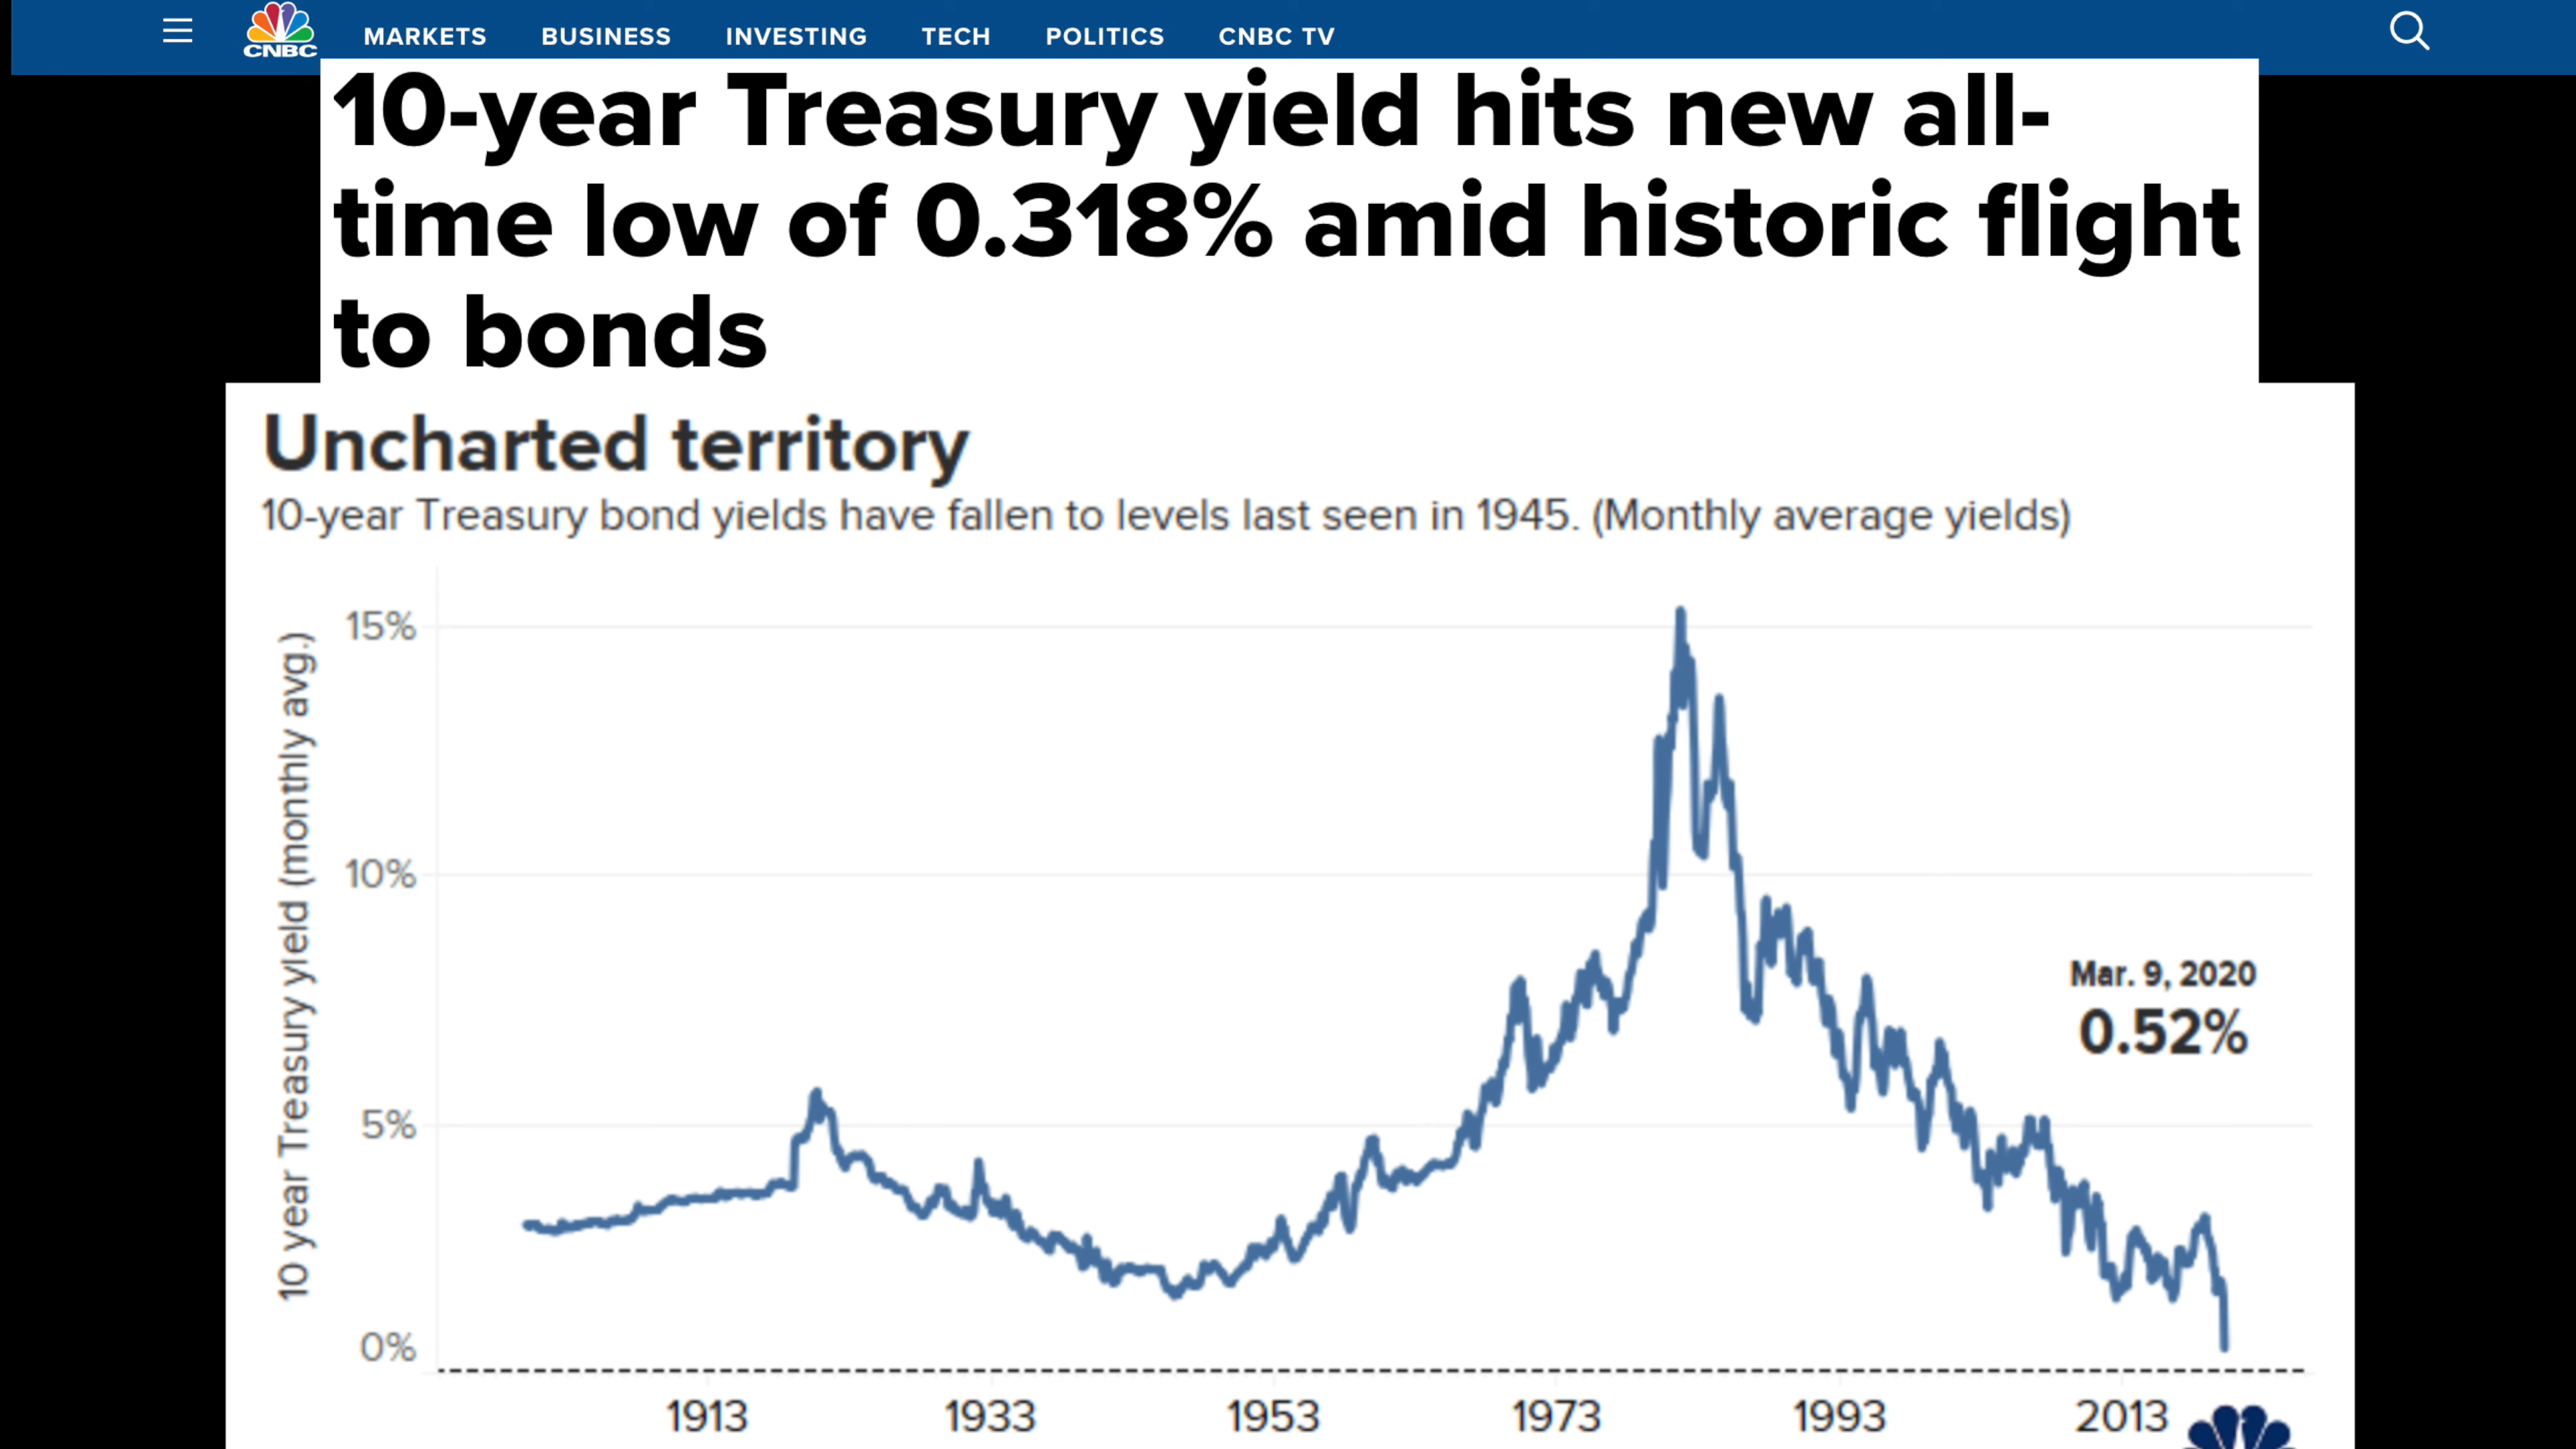 CNBC
MARKETS BUSINESS INVESTING TECH POLITICS CNBC TV
10-year Treasury yield hits new all-
time low of 0.318% amid historic flight
to bonds
Uncharted territory
10-year Treasury bond yields have fallen to levels last seen in 1945. (Monthly average yields)
10 year Treasury yield (monthly avg.)
15%
10%
5%
0%
Mar. 9, 2020
0.52%
1913 1933 1953 1973 1993 2013